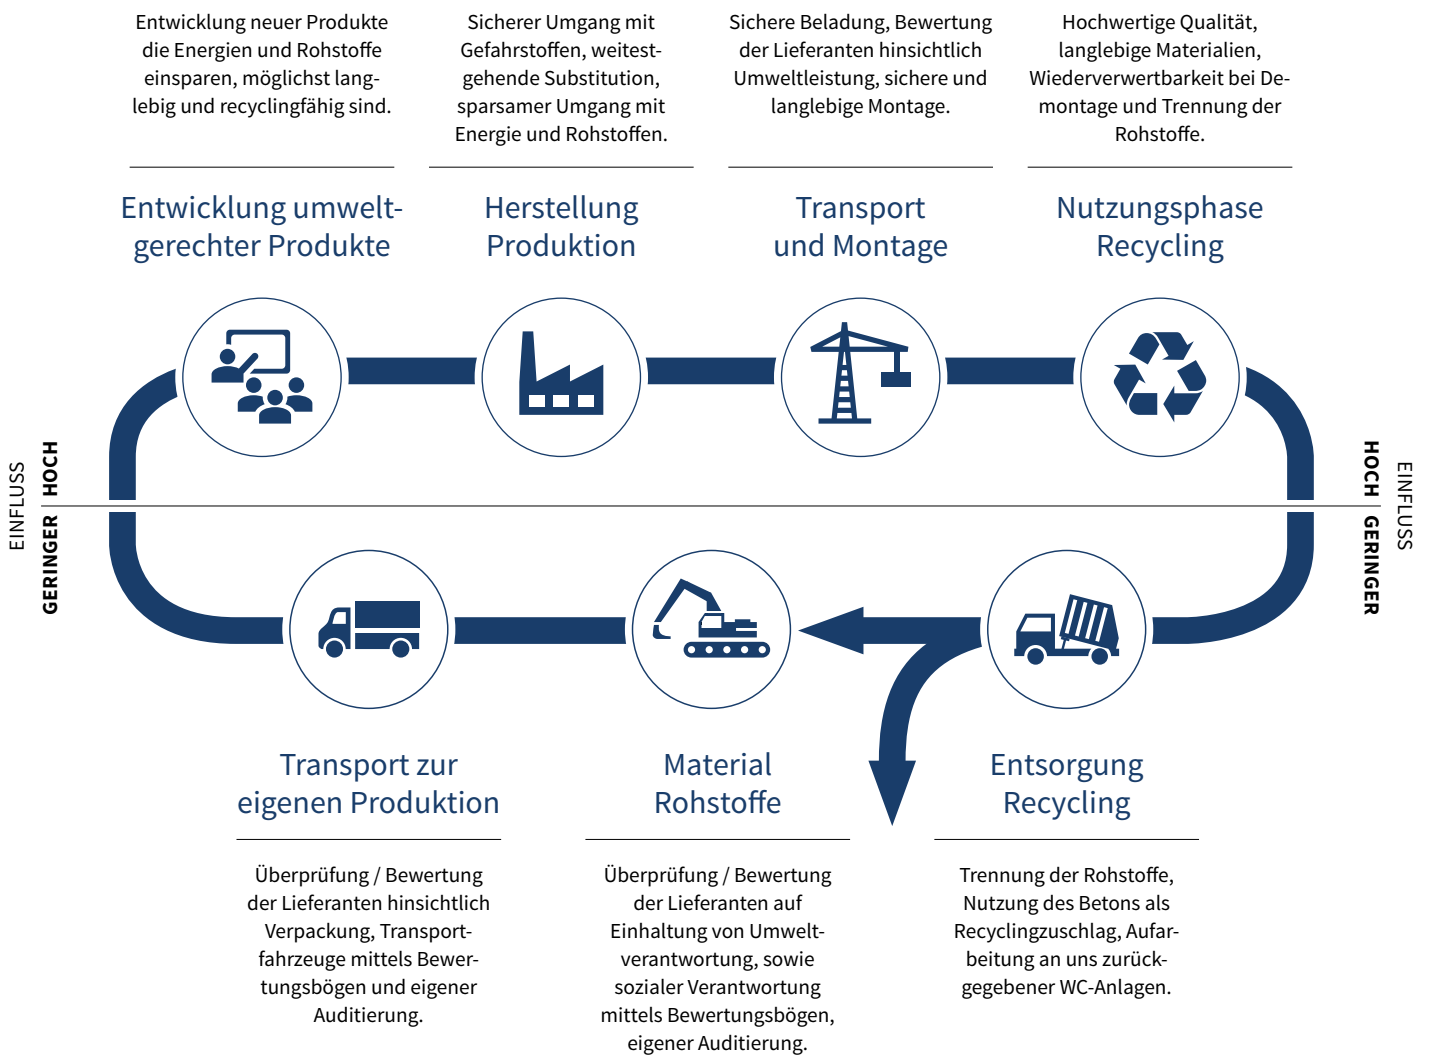 Entwicklung neuer Produkte
die Energien und Rohstoffe
einsparen, möglichst lang-
lebig und recyclingfähig sind.
Sicherer Umgang mit
Gefahrstoffen, weitest-
gehende Substitution,
sparsamer Umgang mit
Energie und Rohstoffen.
Sichere Beladung, Bewertung
der Lieferanten hinsichtlich
Umweltleistung, sichere und
langlebige Montage.
Hochwertige Qualität,
langlebige Materialien,
Wiederverwertbarkeit bei De-
montage und Trennung der
Rohstoffe.
Entwicklung umwelt-
gerechter Produkte
Herstellung
Produktion
Transport
und Montage
Nutzungsphase
Recycling
EINFLUSS
HOCH
GERINGER
HOCH
GERINGER
EINFLUSS
Transport zur
eigenen Produktion
Material
Rohstoffe
Entsorgung
Recycling
Überprüfung / Bewertung
der Lieferanten hinsichtlich
Verpackung, Transport-
fahrzeuge mittels Bewer-
tungsbögen und eigener
Auditierung.
Überprüfung / Bewertung
der Lieferanten auf
Einhaltung von Umwelt-
verantwortung, sowie
sozialer Verantwortung
mittels Bewertungsbögen,
eigener Auditierung.
Trennung der Rohstoffe,
Nutzung des Betons als
Recyclingzuschlag, Aufar-
beitung an uns zurück-
gegebener WC-Anlagen.